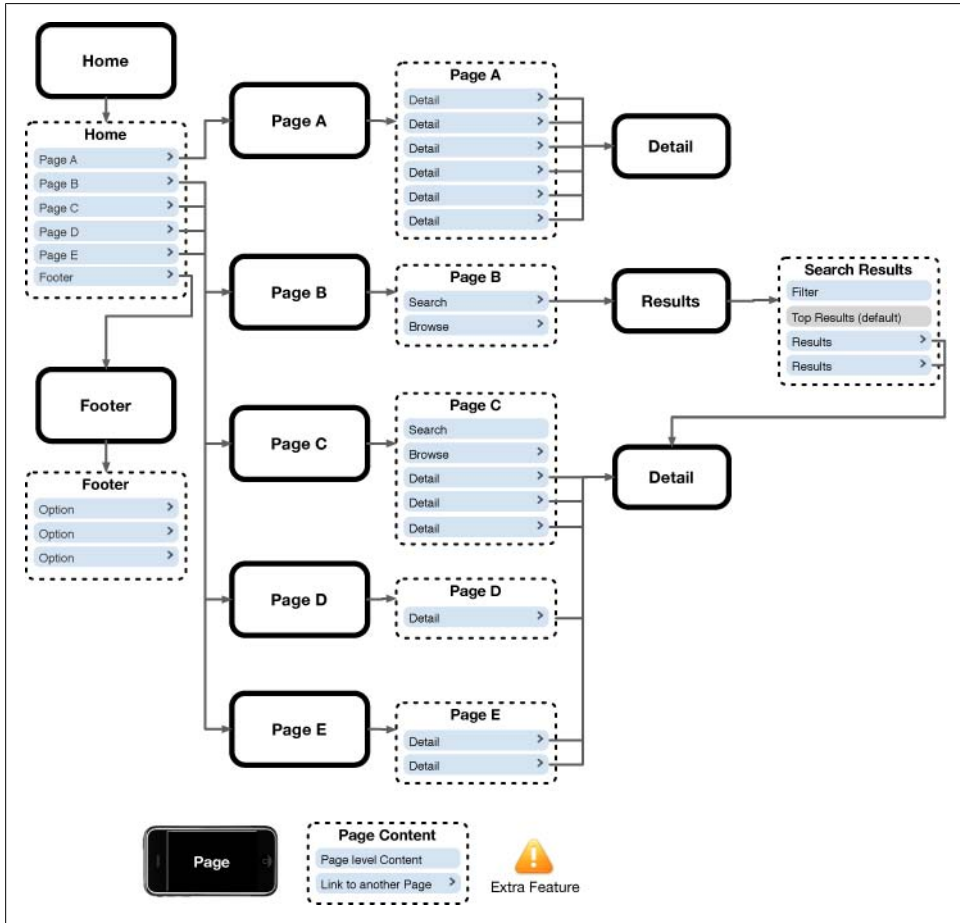 Home
Home
Page A
Page B
Page C
Page D
Page E
Footer
Footer
Footer
Option
Option
Option
Page A
Page A
Detail
Detail
Detail
Detail
Detail
Detail
Detail
Page B
Page B
Search
Browse
Results
Search Results
Filter
Top Results (default)
Results
Results
Page C
Page C
Search
Browse
Detail
Detail
Detail
Detail
Page D
Page D
Detail
Page E
Page E
Detail
Detail
Page
Page Content
Page level Content
Link to another Page
Extra Feature